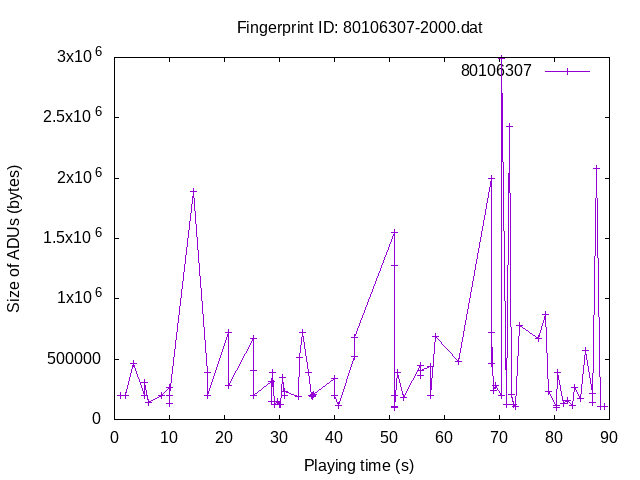 Fingerprint ID: 80106307-2000.dat
3x10^6
80106307
2.5x10^6
2x10^6
1.5x10^6
1x10^6
500000
0
Size of ADUs (bytes)
0 10 20 30 40 50 60 70 80 90
Playing time (s)